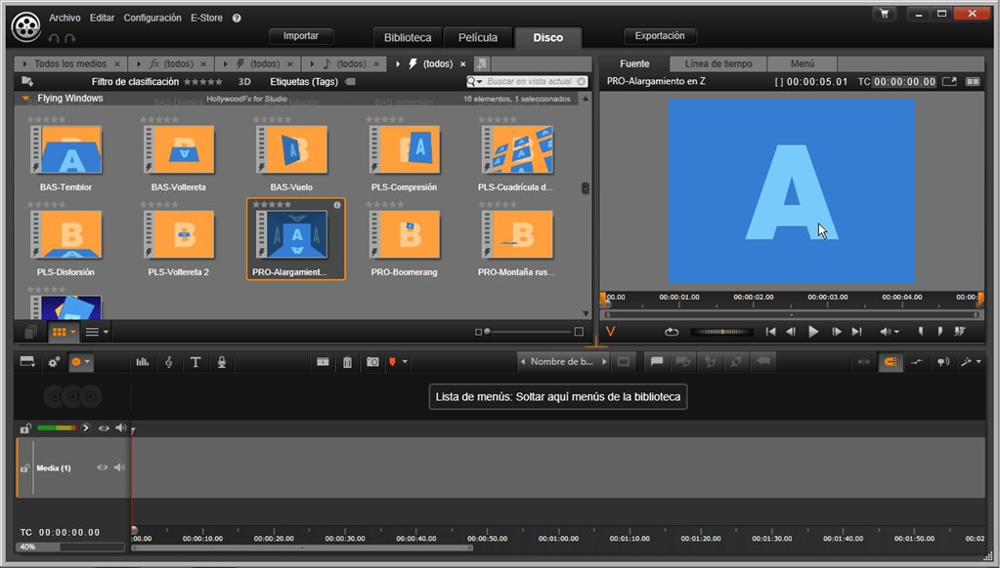 Archivo Editar Configuración E-Store ?
Importar Biblioteca Película Disco Exportación
Todos los medios × fx (todos) × (todos) × (todos) × (todos) ×
Fuente Línea de tiempo Menú
Filtro de clasificación 3D Etiquetas (Tags) Buscar en vista actual
PRO-Alargamiento en Z [ ] 00:00:05.01 TC 00:00:00.00
Flying Windows HollywoodFx for Studio 16 elementos, 1 seleccionados
BAS-Temblor BAS-Voltereta BAS-Vuelo PLS-Compresión PLS-Cuadrícula d...
PLS-Distorsión PLS-Voltereta 2 PRO-Alargamient... PRO-Boomerang PRO-Montaña rus...
A
00:00:01.00 00:00:02.00 00:00:03.00 00:00:04.00
Nombre de b...
Lista de menús: Soltar aquí menús de la biblioteca
Media (1)
TC 00:00:00.00
:00.00 00:00:10.00 00:00:20.00 00:00:30.00 00:00:40.00 00:00:50.00 00:01:00.00 00:01:10.00 00:01:20.00 00:01:30.00 00:01:40.00 00:01:50.00 00:02
40%